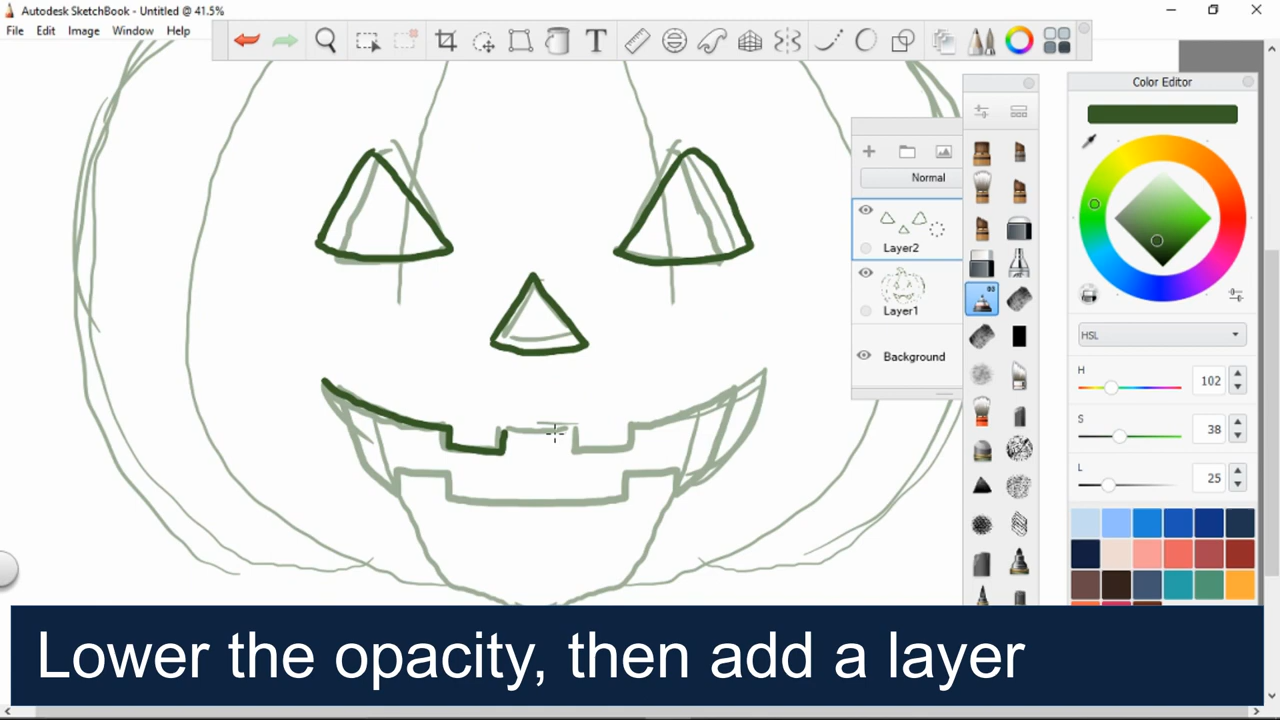 Autodesk SketchBook - Untitled @ 41.5%
File Edit Image Window Help
T
Color Editor
Normal
Layer2
Layer1
Background
HSL
H
102
S
38
L
25
Lower the opacity, then add a layer